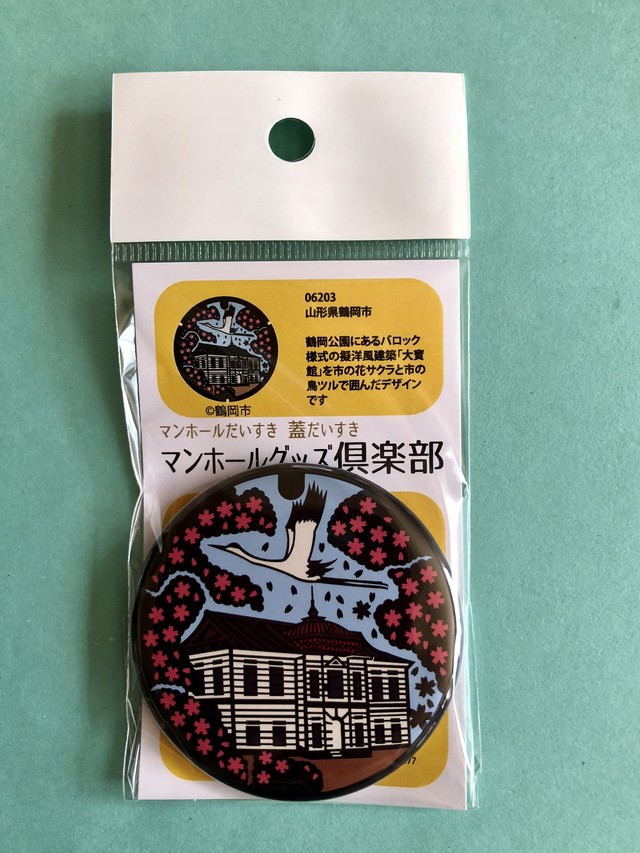 06203
山形県鶴岡市
鶴岡公園にあるバロック
様式の擬洋風建築「大寶
館」を市の花サクラと市の
鳥ツルで囲んだデザイン
です
©鶴岡市
マンホールだいすき 蓋だいすき
マンホールグッズ倶楽部